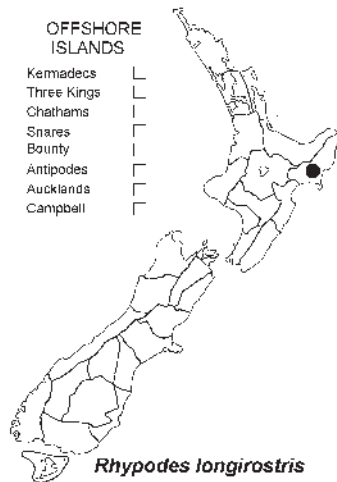 OFFSHORE
ISLANDS
Kermadecs
Three Kings
Chathams
Snares
Bounty
Antipodes
Aucklands
Campbell
Rhypodes longirostris